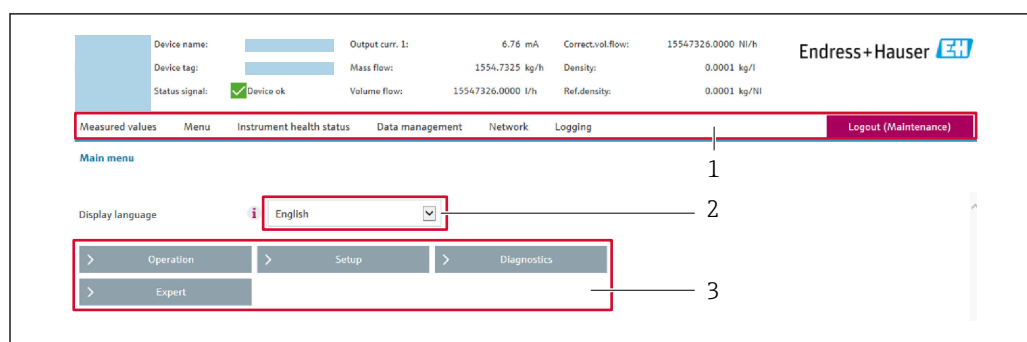 Device name: Output curr. 1: 6.76 mA Correct.vol.flow: 15547326.0000 Nl/h
Endress+Hauser EH
Device tag: Mass flow: 1554.7325 kg/h Density: 0.0001 kg/l
Status signal: Device ok Volume flow: 15547326.0000 l/h Ref.density: 0.0001 kg/Nl
Measured values Menu Instrument health status Data management Network Logging Logout (Maintenance)
Main menu
1
Display language i English 2
> Operation > Setup > Diagnostics
> Expert 3